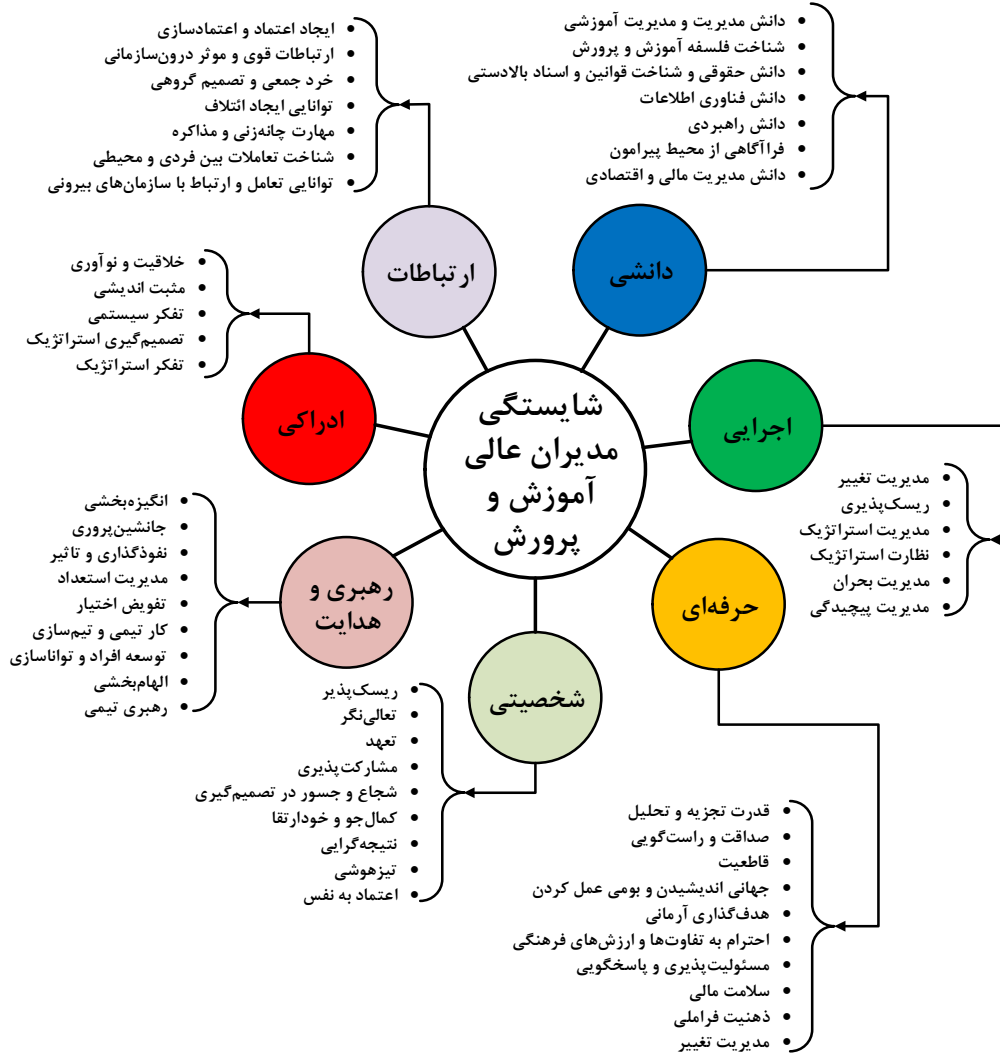 شایستگی
مدیران عالی
آموزش و
پرورش
دانشی
دانش مدیریت و مدیریت آموزشی
شناخت فلسفه آموزش و پرورش
دانش حقوقی و شناخت قوانین و اسناد بالادستی
دانش فناوری اطلاعات
دانش راهبردی
فراآگاهی از محیط پیرامون
دانش مدیریت مالی و اقتصادی
اجرایی
مدیریت تغییر
ریسک‌پذیری
مدیریت استراتژیک
نظارت استراتژیک
مدیریت بحران
مدیریت پیچیدگی
حرفه‌ای
قدرت تجزیه و تحلیل
صداقت و راست‌گویی
قاطعیت
جهانی اندیشیدن و بومی عمل کردن
هدف‌گذاری آرمانی
احترام به تفاوت‌ها و ارزش‌های فرهنگی
مسئولیت‌پذیری و پاسخگویی
سلامت مالی
ذهنیت فراملی
مدیریت تغییر
شخصیتی
ریسک‌پذیر
تعالی‌نگر
تعهد
مشارکت‌پذیری
شجاع و جسور در تصمیم‌گیری
کمال‌جو و خودارتقا
نتیجه‌گرایی
تیزهوشی
اعتماد به نفس
رهبری و
هدایت
انگیزه‌بخشی
جانشین‌پروری
نفوذگذاری و تاثیر
مدیریت استعداد
تفویض اختیار
کار تیمی و تیم‌سازی
توسعه افراد و تواناسازی
الهام‌بخشی
رهبری تیمی
ادراکی
خلاقیت و نوآوری
مثبت اندیشی
تفکر سیستمی
تصمیم‌گیری استراتژیک
تفکر استراتژیک
ارتباطات
ایجاد اعتماد و اعتمادسازی
ارتباطات قوی و موثر درون‌سازمانی
خرد جمعی و تصمیم گروهی
توانایی ایجاد ائتلاف
مهارت چانه‌زنی و مذاکره
شناخت تعاملات بین فردی و محیطی
توانایی تعامل و ارتباط با سازمان‌های بیرونی